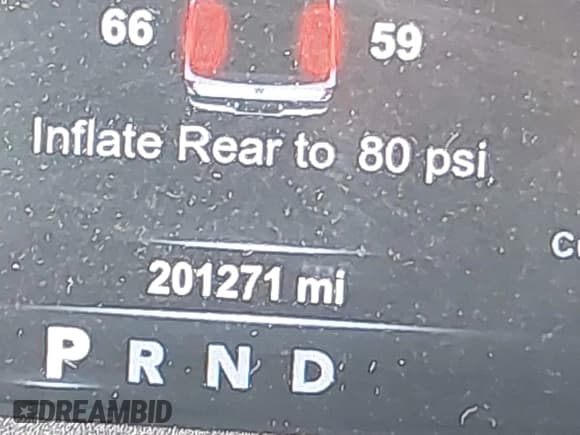 66 59
Inflate Rear to 80 psi
201271 mi
P R N D
DREAMBID